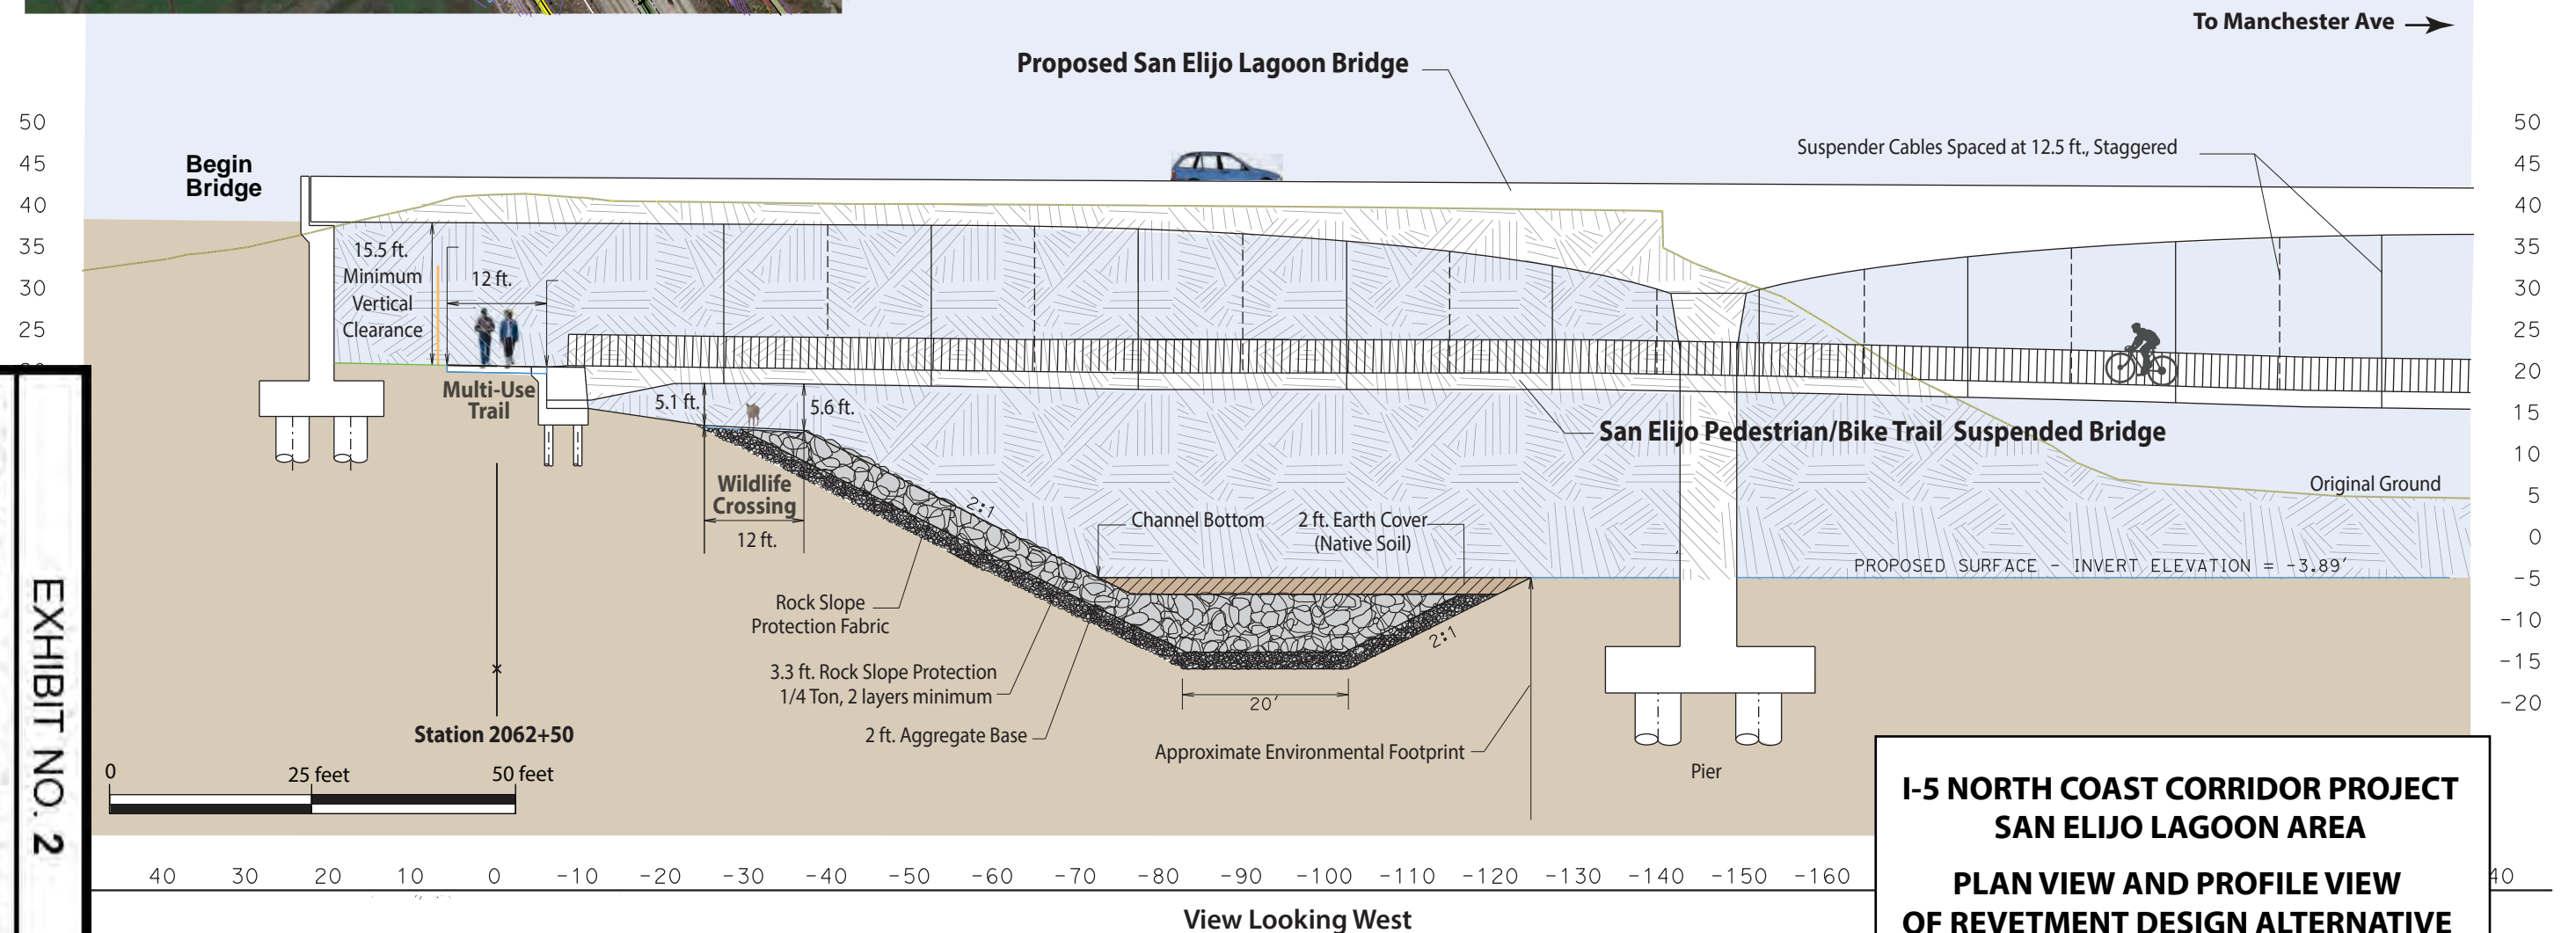 To Manchester Ave
Proposed San Elijo Lagoon Bridge
50
45
40
35
30
25
50
45
40
35
30
25
20
15
10
5
0
-5
-10
-15
-20
Begin
Bridge
Suspender Cables Spaced at 12.5 ft., Staggered
15.5 ft.
Minimum
Vertical
Clearance
12 ft.
Multi-Use
Trail
5.1 ft.
5.6 ft.
San Elijo Pedestrian/Bike Trail Suspended Bridge
Wildlife
Crossing
12 ft.
2:1
Original Ground
Channel Bottom
2 ft. Earth Cover
(Native Soil)
PROPOSED SURFACE - INVERT ELEVATION = -3.89'
Rock Slope
Protection Fabric
2:1
3.3 ft. Rock Slope Protection
1/4 Ton, 2 layers minimum
20'
2 ft. Aggregate Base
Approximate Environmental Footprint
Pier
Station 2062+50
0
25 feet
50 feet
EXHIBIT NO. 2
I-5 NORTH COAST CORRIDOR PROJECT
SAN ELIJO LAGOON AREA
PLAN VIEW AND PROFILE VIEW
OF REVETMENT DESIGN ALTERNATIVE
40 30 20 10 0 -10 -20 -30 -40 -50 -60 -70 -80 -90 -100 -110 -120 -130 -140 -150 -160
40
View Looking West